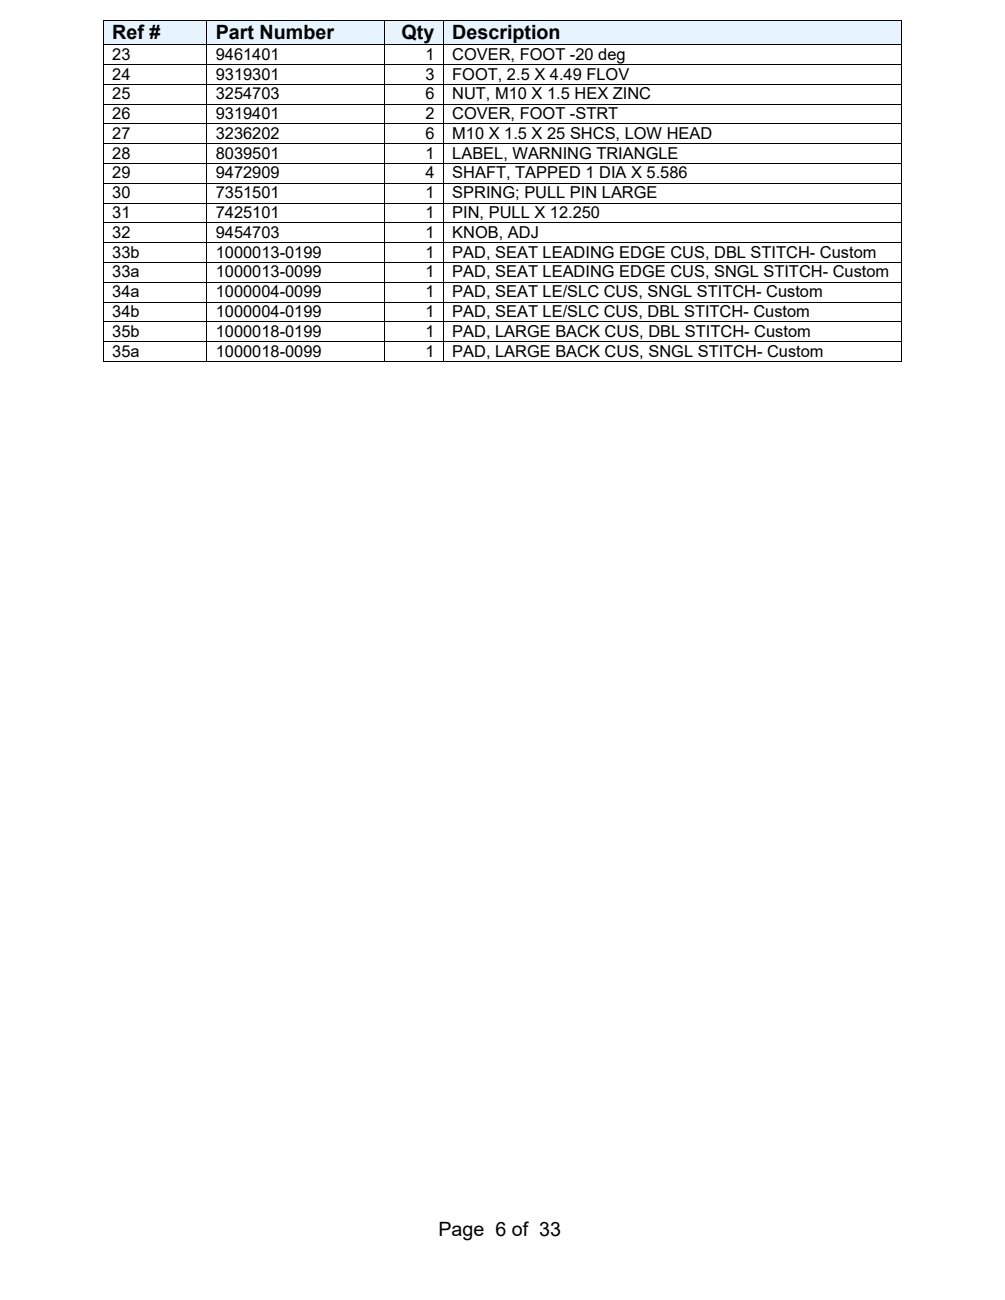 Ref # Part Number Qty Description
23 9461401 1 COVER, FOOT -20 deg
24 9319301 3 FOOT, 2.5 X 4.49 FLOV
25 3254703 6 NUT, M10 X 1.5 HEX ZINC
26 9319401 2 COVER, FOOT -STRT
27 3236202 6 M10 X 1.5 X 25 SHCS, LOW HEAD
28 8039501 1 LABEL, WARNING TRIANGLE
29 9472909 4 SHAFT, TAPPED 1 DIA X 5.586
30 7351501 1 SPRING; PULL PIN LARGE
31 7425101 1 PIN, PULL X 12.250
32 9454703 1 KNOB, ADJ
33b 1000013-0199 1 PAD, SEAT LEADING EDGE CUS, DBL STITCH- Custom
33a 1000013-0099 1 PAD, SEAT LEADING EDGE CUS, SNGL STITCH- Custom
34a 1000004-0099 1 PAD, SEAT LE/SLC CUS, SNGL STITCH- Custom
34b 1000004-0199 1 PAD, SEAT LE/SLC CUS, DBL STITCH- Custom
35b 1000018-0199 1 PAD, LARGE BACK CUS, DBL STITCH- Custom
35a 1000018-0099 1 PAD, LARGE BACK CUS, SNGL STITCH- Custom
Page 6 of 33